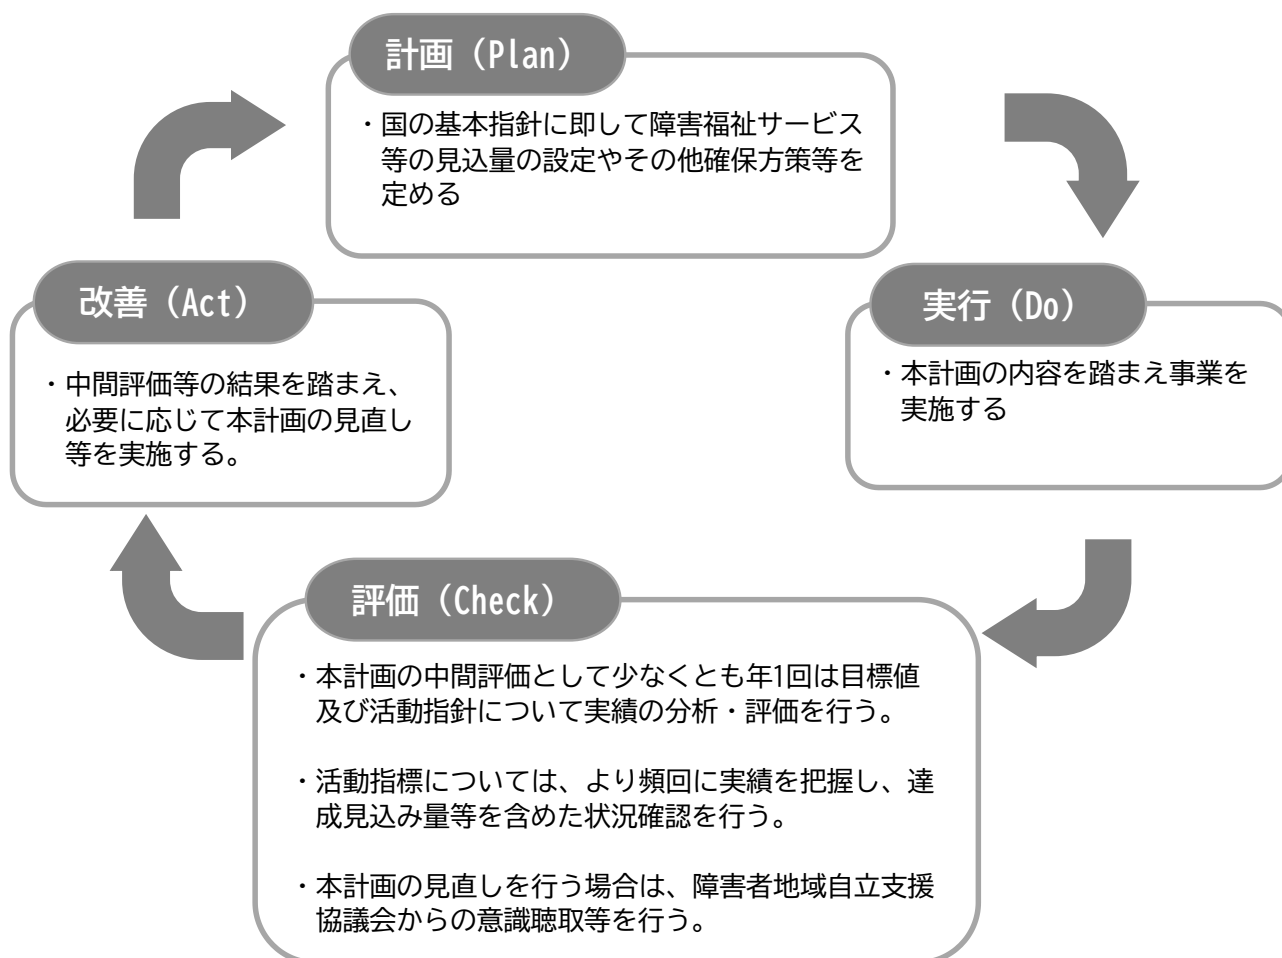 計画（Plan）
・国の基本指針に即して障害福祉サービス
等の見込量の設定やその他確保方策等を
定める
改善（Act）
・中間評価等の結果を踏まえ、
必要に応じて本計画の見直し
等を実施する。
実行（Do）
・本計画の内容を踏まえ事業を
実施する
評価（Check）
・本計画の中間評価として少なくとも年1回は目標値
及び活動指針について実績の分析・評価を行う。
・活動指標については、より頻回に実績を把握し、達
成見込み量等を含めた状況確認を行う。
・本計画の見直しを行う場合は、障害者地域自立支援
協議会からの意識聴取等を行う。